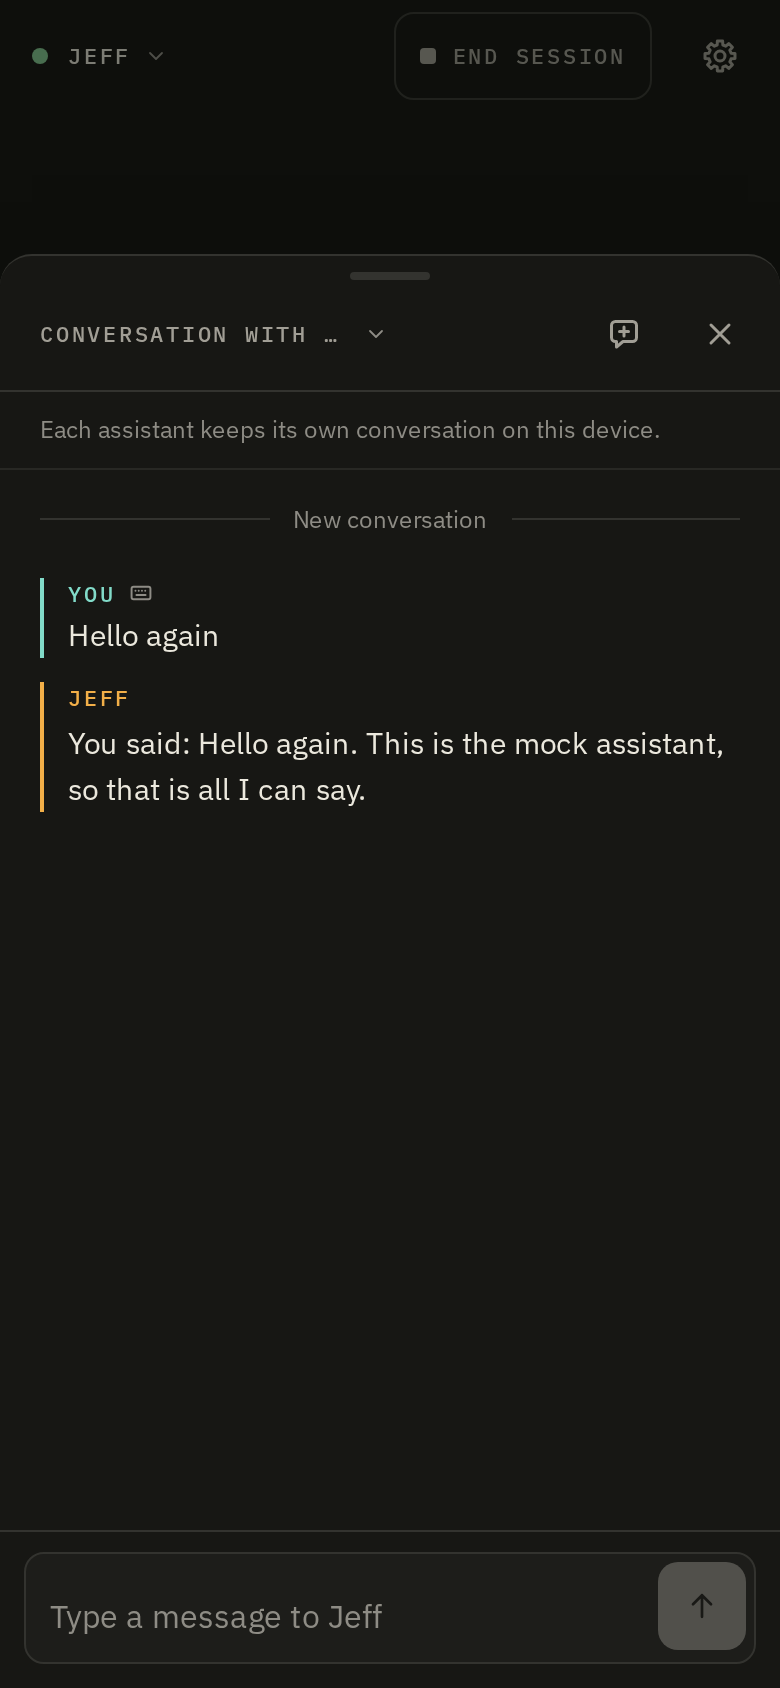 JEFF
END SESSION
CONVERSATION WITH …
Each assistant keeps its own conversation on this device.
New conversation
YOU
Hello again
JEFF
You said: Hello again. This is the mock assistant,
so that is all I can say.
Type a message to Jeff